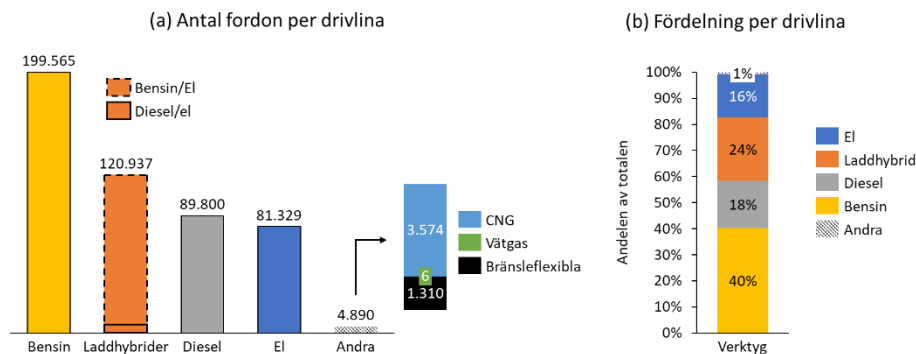 (a) Antal fordon per drivlina
199.565
Bensin/El
Diesel/el
120.937
89.800
81.329
4.890
3.574
6
1.310
CNG
Vätgas
Bränsleflexibla
Bensin
Laddhybrider
Diesel
El
Andra
(b) Fördelning per drivlina
Andelen av totalen
100%
90%
80%
70%
60%
50%
40%
30%
20%
10%
0%
1%
16%
24%
18%
40%
Verktyg
El
Laddhybrid
Diesel
Bensin
Andra